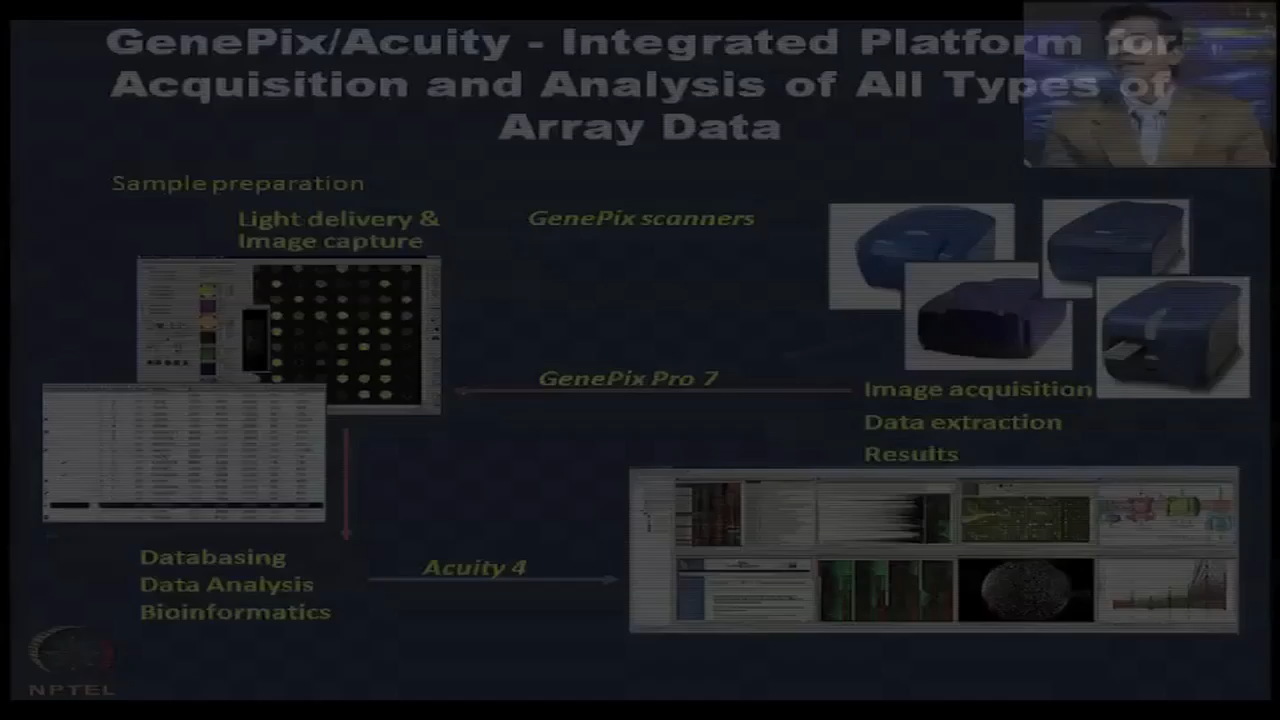 GenePix/Acuity - Integrated Platform for
Acquisition and Analysis of All Types of
Array Data
Sample preparation
Light delivery &
Image capture
GenePix scanners
GenePix Pro 7
Image acquisition
Data extraction
Results
Databasing
Data Analysis
Bioinformatics
Acuity 4
NPTEL